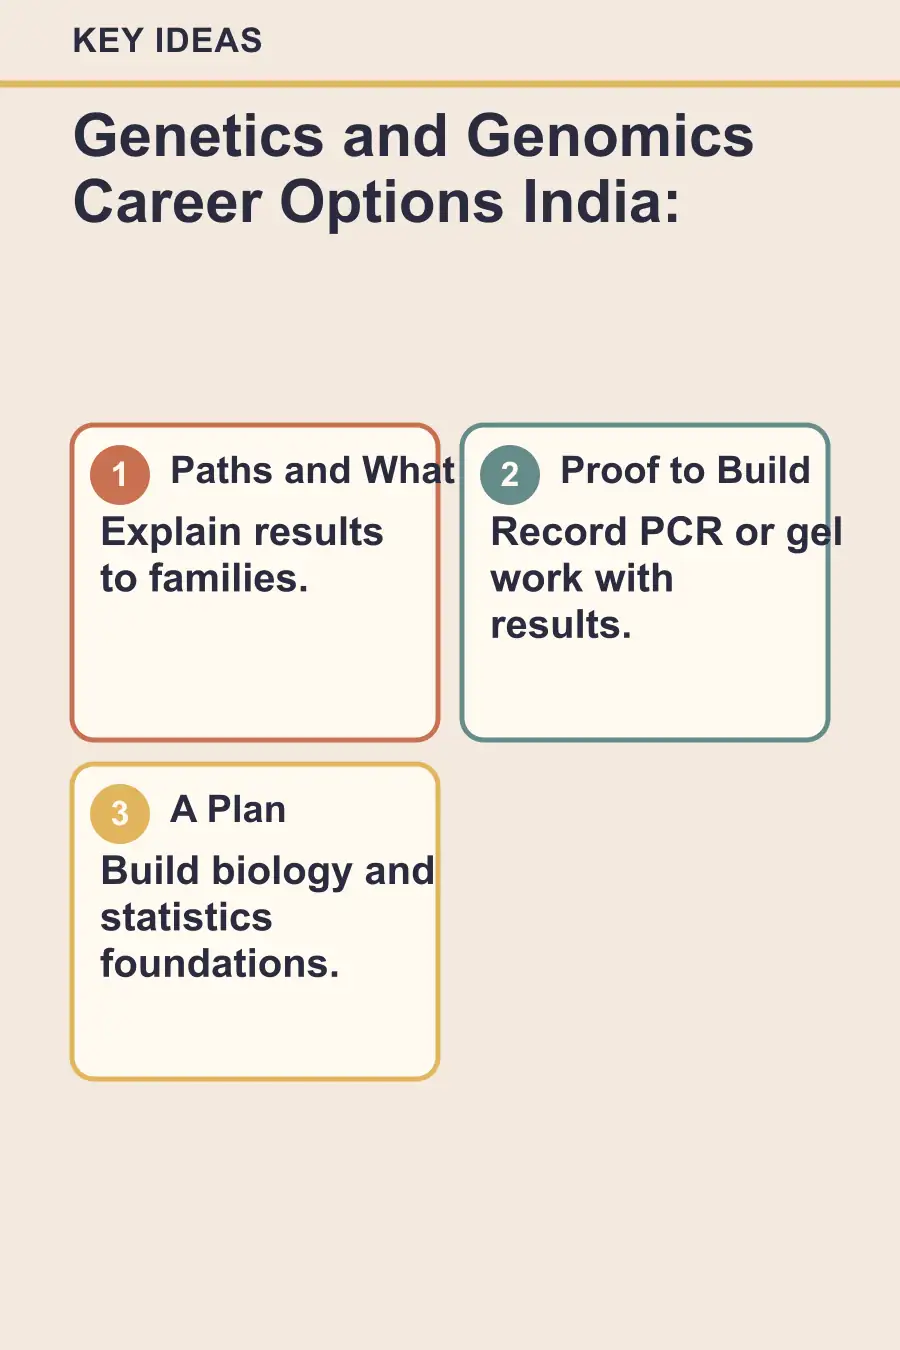 KEY IDEAS
Genetics and Genomics
Career Options India:
1
Paths and What
Explain results
to families.
2
Proof to Build
Record PCR or gel
work with
results.
3
A Plan
Build biology and
statistics
foundations.